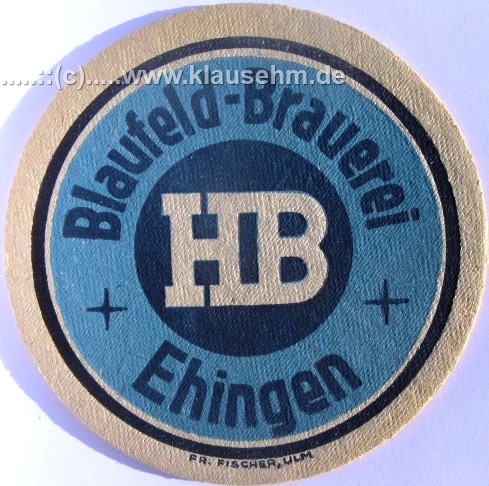 .....::(c).....www.klausehm.de
Blaufeld-Brauerei
HB
Ehingen
FR. FISCHER, ULM